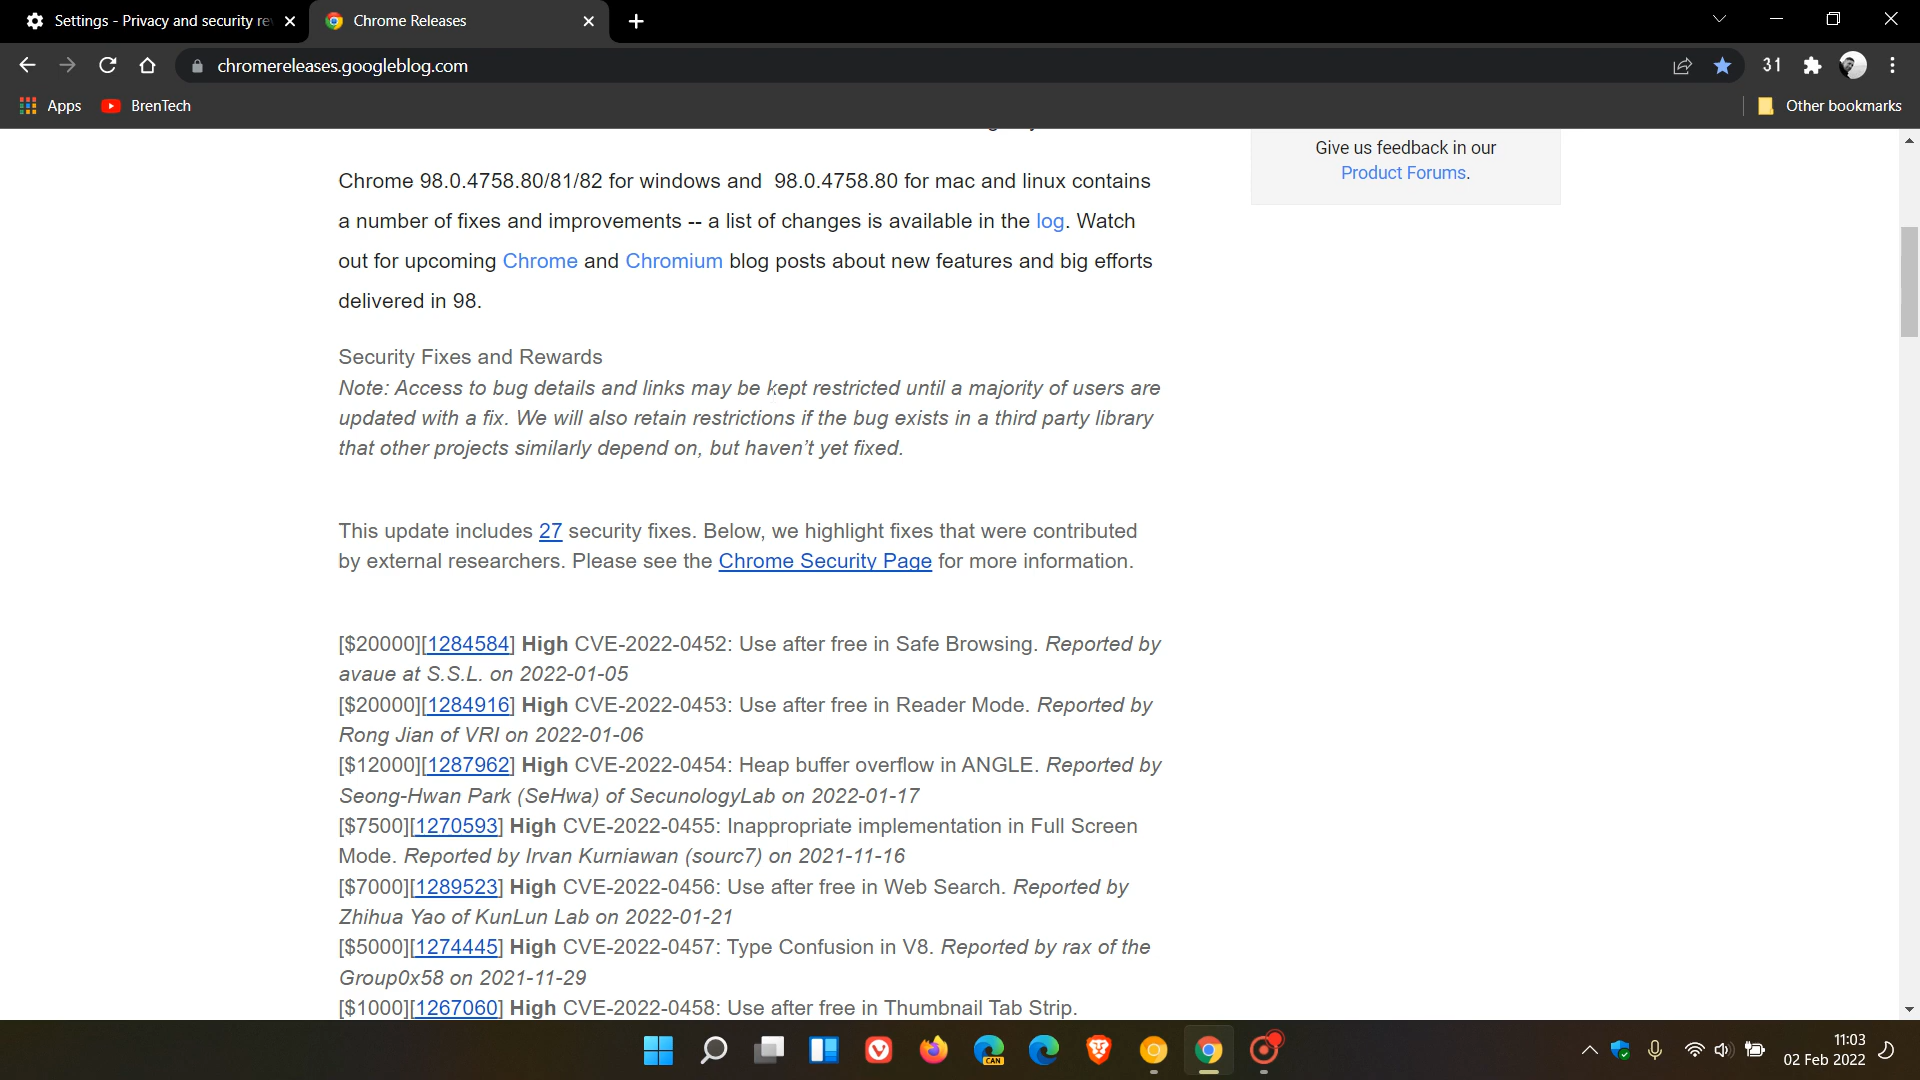 Settings - Privacy and security re
Chrome Releases
chromereleases.googleblog.com
31
Apps
BrenTech
Other bookmarks
Give us feedback in our
Product Forums.
Chrome 98.0.4758.80/81/82 for windows and  98.0.4758.80 for mac and linux contains
a number of fixes and improvements -- a list of changes is available in the log. Watch
out for upcoming Chrome and Chromium blog posts about new features and big efforts
delivered in 98.
Security Fixes and Rewards
Note: Access to bug details and links may be kept restricted until a majority of users are
updated with a fix. We will also retain restrictions if the bug exists in a third party library
that other projects similarly depend on, but haven't yet fixed.
This update includes 27 security fixes. Below, we highlight fixes that were contributed
by external researchers. Please see the Chrome Security Page for more information.
[$20000][1284584] High CVE-2022-0452: Use after free in Safe Browsing. Reported by
avaue at S.S.L. on 2022-01-05
[$20000][1284916] High CVE-2022-0453: Use after free in Reader Mode. Reported by
Rong Jian of VRI on 2022-01-06
[$12000][1287962] High CVE-2022-0454: Heap buffer overflow in ANGLE. Reported by
Seong-Hwan Park (SeHwa) of SecunologyLab on 2022-01-17
[$7500][1270593] High CVE-2022-0455: Inappropriate implementation in Full Screen
Mode. Reported by Irvan Kurniawan (sourc7) on 2021-11-16
[$7000][1289523] High CVE-2022-0456: Use after free in Web Search. Reported by
Zhihua Yao of KunLun Lab on 2022-01-21
[$5000][1274445] High CVE-2022-0457: Type Confusion in V8. Reported by rax of the
Group0x58 on 2021-11-29
[$1000][1267060] High CVE-2022-0458: Use after free in Thumbnail Tab Strip.
CAN
11:03
02 Feb 2022